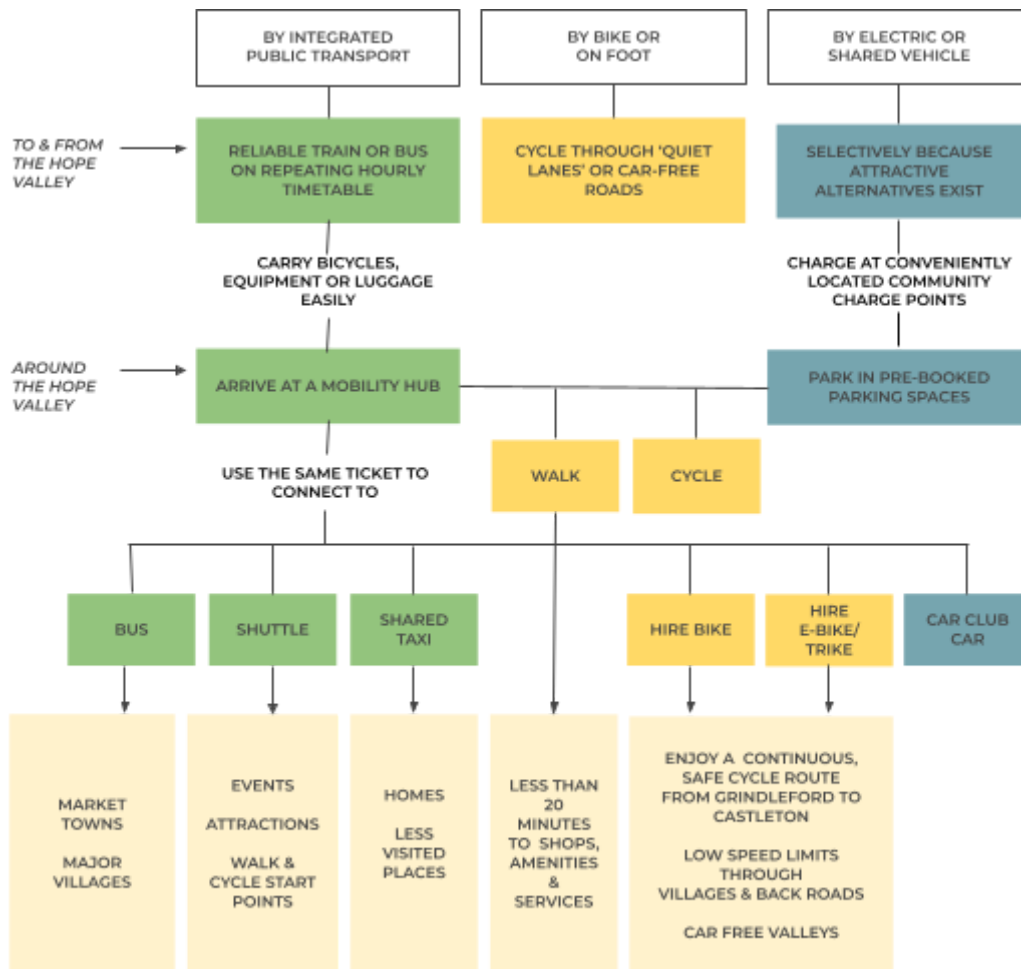 BY INTEGRATED
PUBLIC TRANSPORT
BY BIKE OR
ON FOOT
BY ELECTRIC OR
SHARED VEHICLE
TO & FROM
THE HOPE
VALLEY
RELIABLE TRAIN OR BUS
ON REPEATING HOURLY
TIMETABLE
CYCLE THROUGH 'QUIET
LANES' OR CAR-FREE
ROADS
SELECTIVELY BECAUSE
ATTRACTIVE
ALTERNATIVES EXIST
CARRY BICYCLES,
EQUIPMENT OR LUGGAGE
EASILY
CHARGE AT CONVENIENTLY
LOCATED COMMUNITY
CHARGE POINTS
AROUND
THE HOPE
VALLEY
ARRIVE AT A MOBILITY HUB
PARK IN PRE-BOOKED
PARKING SPACES
USE THE SAME TICKET TO
CONNECT TO
WALK
CYCLE
BUS
SHUTTLE
SHARED
TAXI
HIRE BIKE
HIRE
E-BIKE/
TRIKE
CAR CLUB
CAR
MARKET
TOWNS
MAJOR
VILLAGES
EVENTS
ATTRACTIONS
WALK &
CYCLE START
POINTS
HOMES
LESS
VISITED
PLACES
LESS THAN
20
MINUTES
TO SHOPS,
AMENITIES
&
SERVICES
ENJOY A CONTINUOUS,
SAFE CYCLE ROUTE
FROM GRINDLEFORD TO
CASTLETON
LOW SPEED LIMITS
THROUGH
VILLAGES & BACK ROADS
CAR FREE VALLEYS